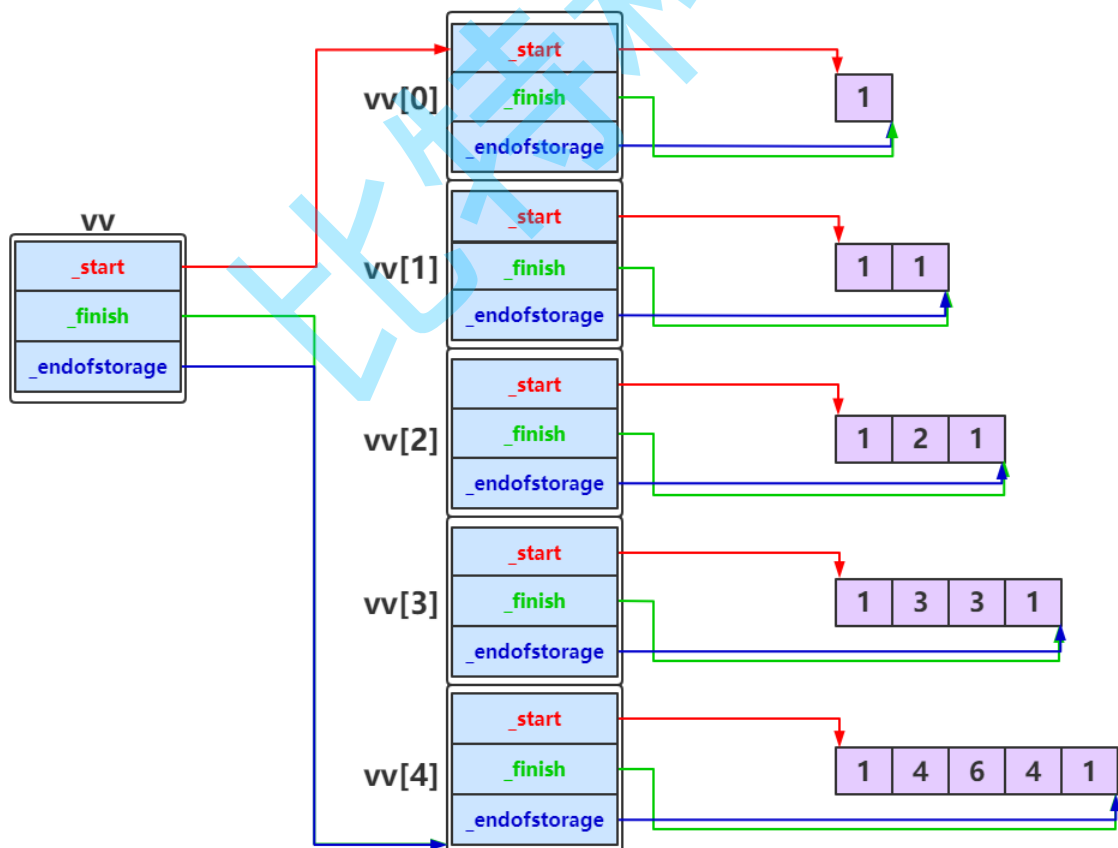 vv
_start
_finish
_endofstorage
vv[0]
_start
_finish
_endofstorage
1
vv[1]
_start
_finish
_endofstorage
1 1
vv[2]
_start
_finish
_endofstorage
1 2 1
vv[3]
_start
_finish
_endofstorage
1 3 3 1
vv[4]
_start
_finish
_endofstorage
1 4 6 4 1
比特